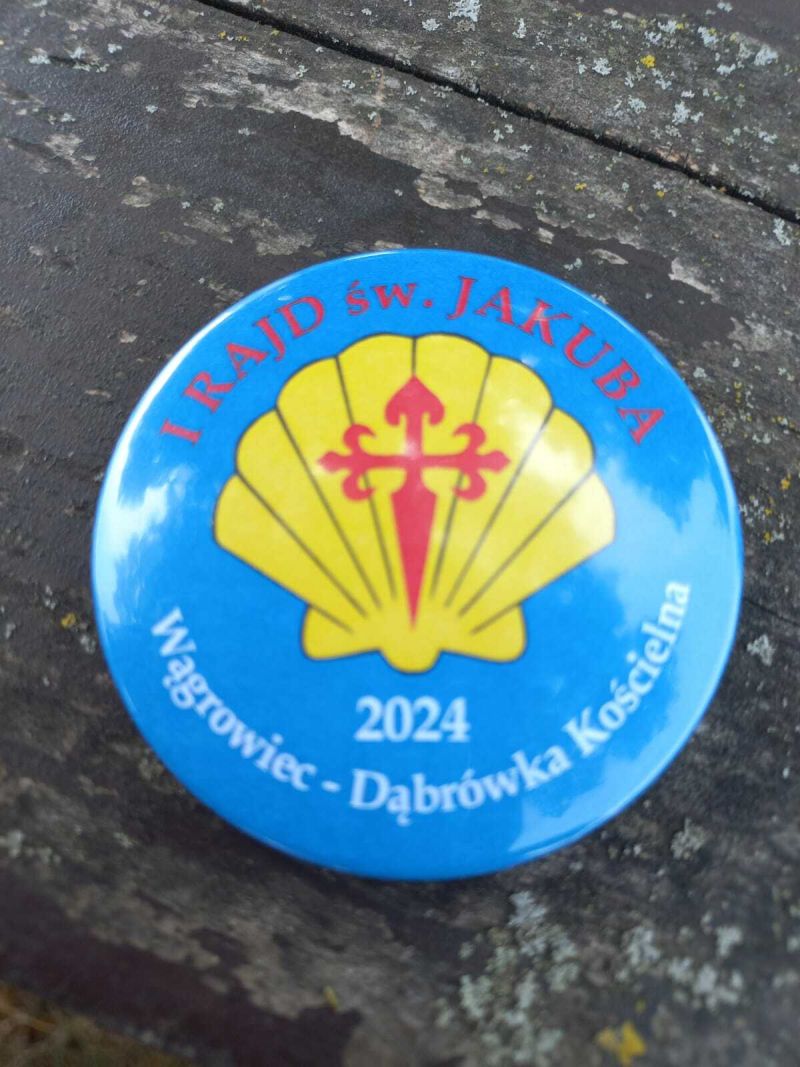 I RAJD św. JAKUBA
2024
Wągrowiec - Dąbrówka Kościelna